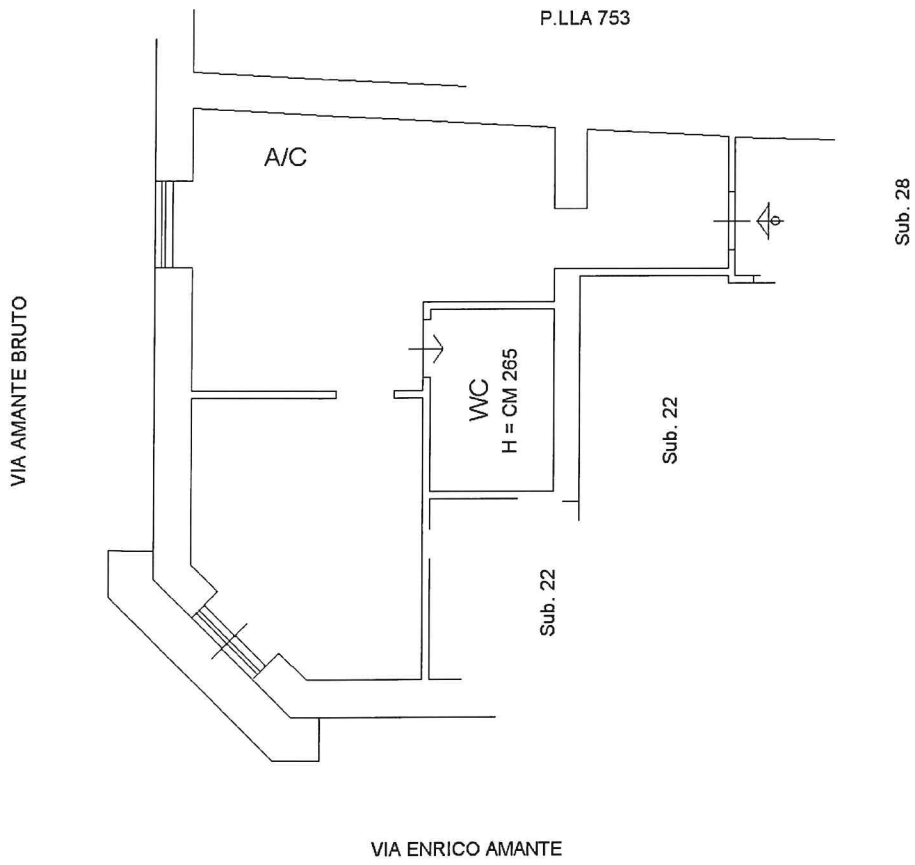 P.LLA 753
A/C
Sub. 28
VIA AMANTE BRUTO
WC
H = CM 265
Sub. 22
Sub. 22
VIA ENRICO AMANTE